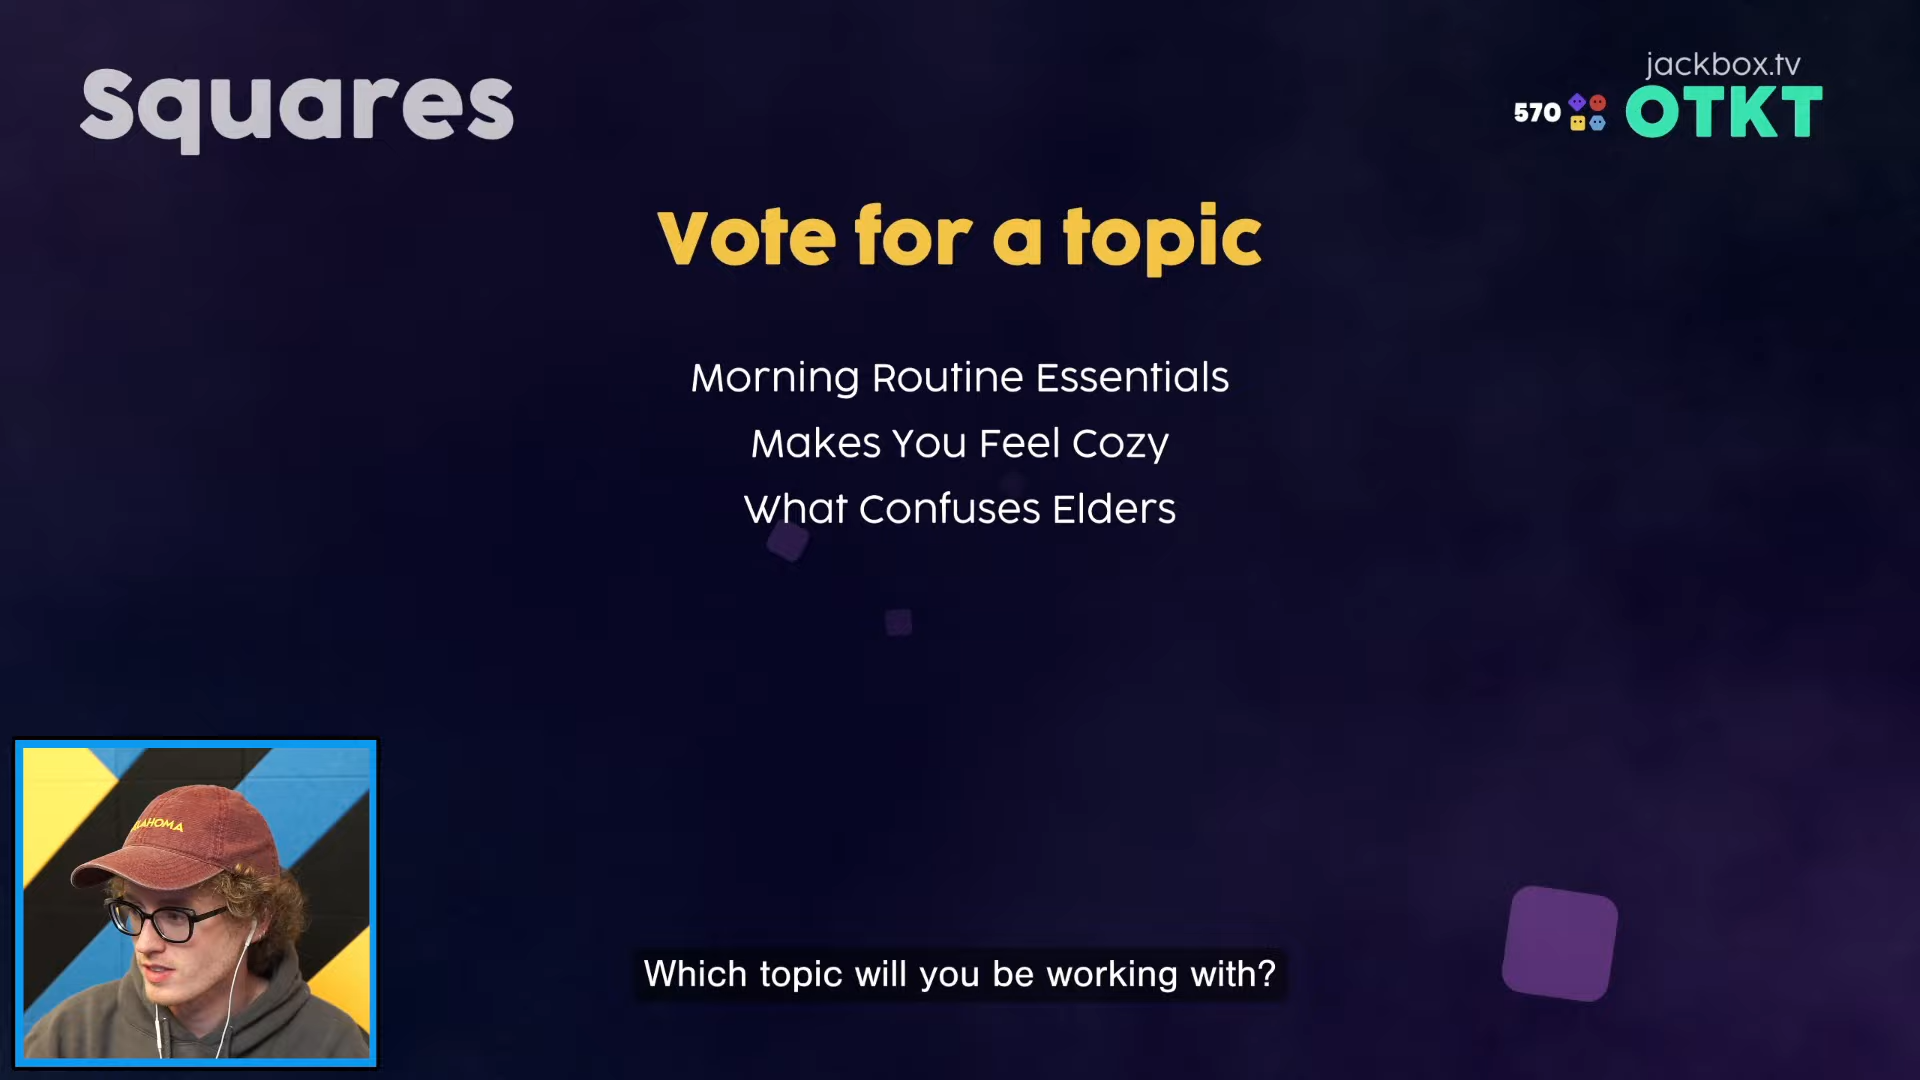 Squares
jackbox.tv
570 OTKT
Vote for a topic
Morning Routine Essentials
Makes You Feel Cozy
What Confuses Elders
Which topic will you be working with?